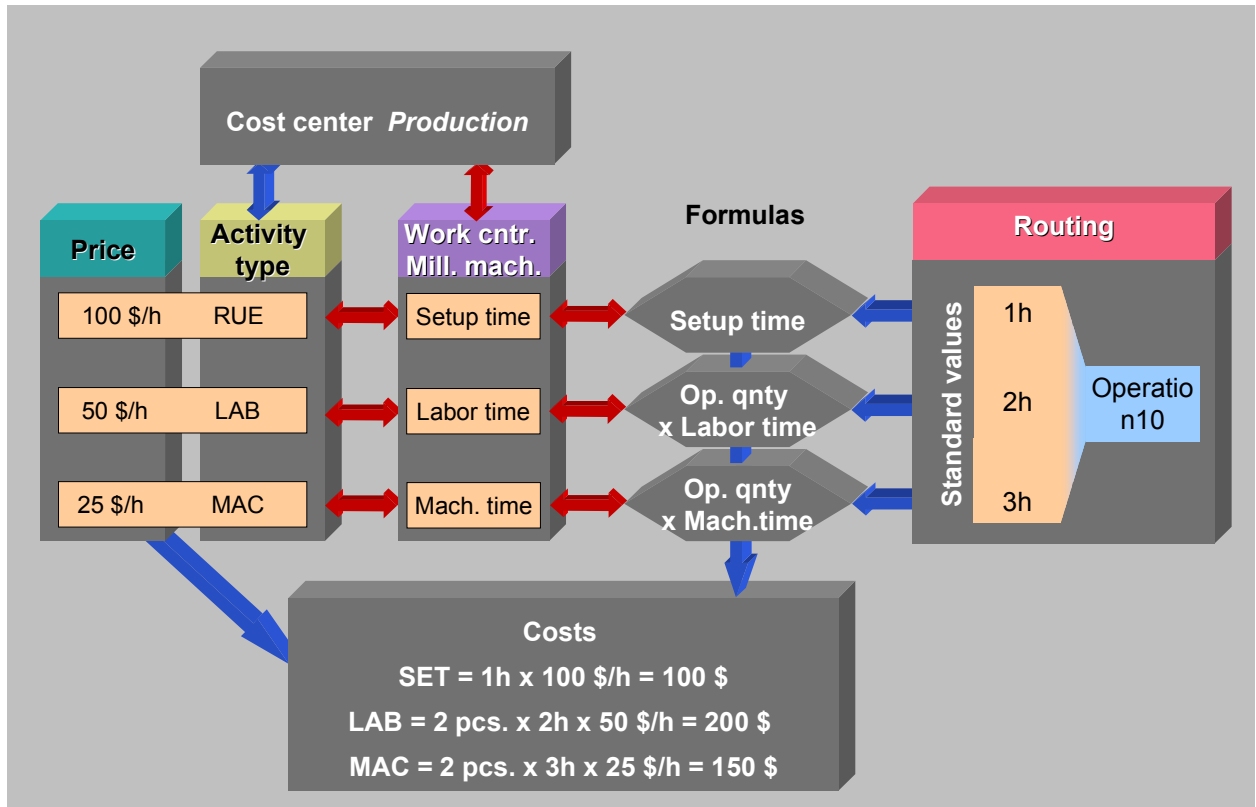 Cost center Production
Price
Activity
type
Work cntr.
Mill. mach.
Formulas
Routing
100 $/h
RUE
Setup time
Setup time
50 $/h
LAB
Labor time
Op. qnty
x Labor time
25 $/h
MAC
Mach. time
Op. qnty
x Mach.time
Standard values
1h
2h
3h
Operatio
n10
Costs
SET = 1h x 100 $/h = 100 $
LAB = 2 pcs. x 2h x 50 $/h = 200 $
MAC = 2 pcs. x 3h x 25 $/h = 150 $